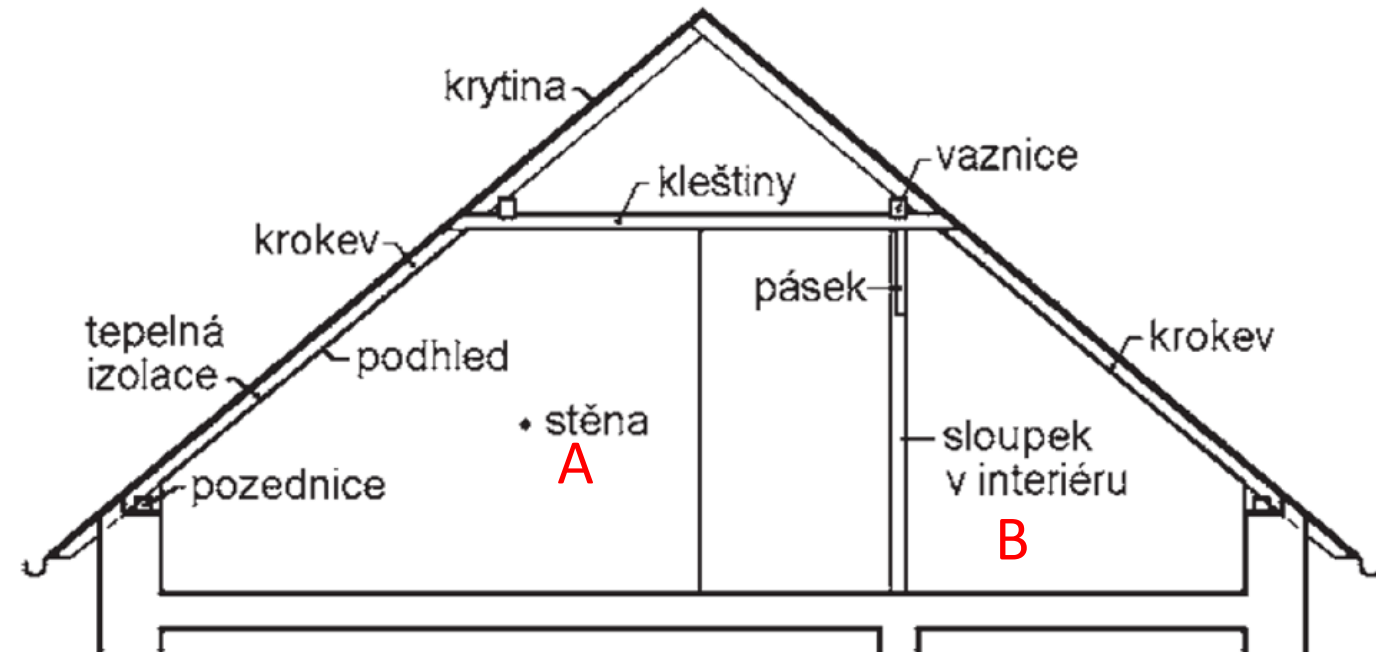 krytina
vaznice
kleštiny
krokev
pásek
tepelná
izolace
podhled
krokev
stěna
A
sloupek
v interiéru
pozednice
B